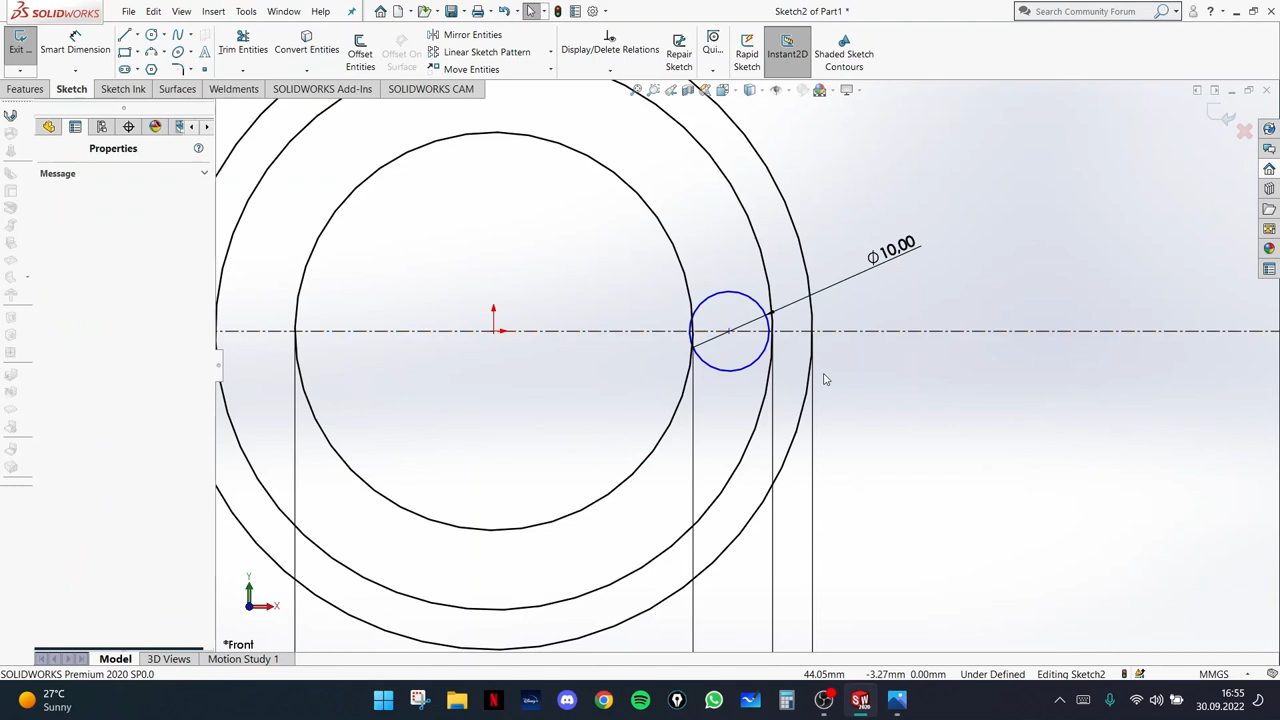 SOLIDWORKS
File Edit View Insert Tools Window
Sketch2 of Part1 *
Search Community Forum
Exit ...
Smart Dimension
Trim Entities
Convert Entities
Offset Entities
Offset On Surface
Mirror Entities
Linear Sketch Pattern
Move Entities
Display/Delete Relations
Repair Sketch
Qui...
Rapid Sketch
Instant2D
Shaded Sketch Contours
Features Sketch Sketch Ink Surfaces Weldments SOLIDWORKS Add-Ins SOLIDWORKS CAM
Properties
Message
Ø10,00
Y
X
*Front
Model 3D Views Motion Study 1
SOLIDWORKS Premium 2020 SP0.0
44.05mm -3.27mm 0.00mm Under Defined Editing Sketch2 MMGS
27°C
Sunny
16:55
30.09.2022